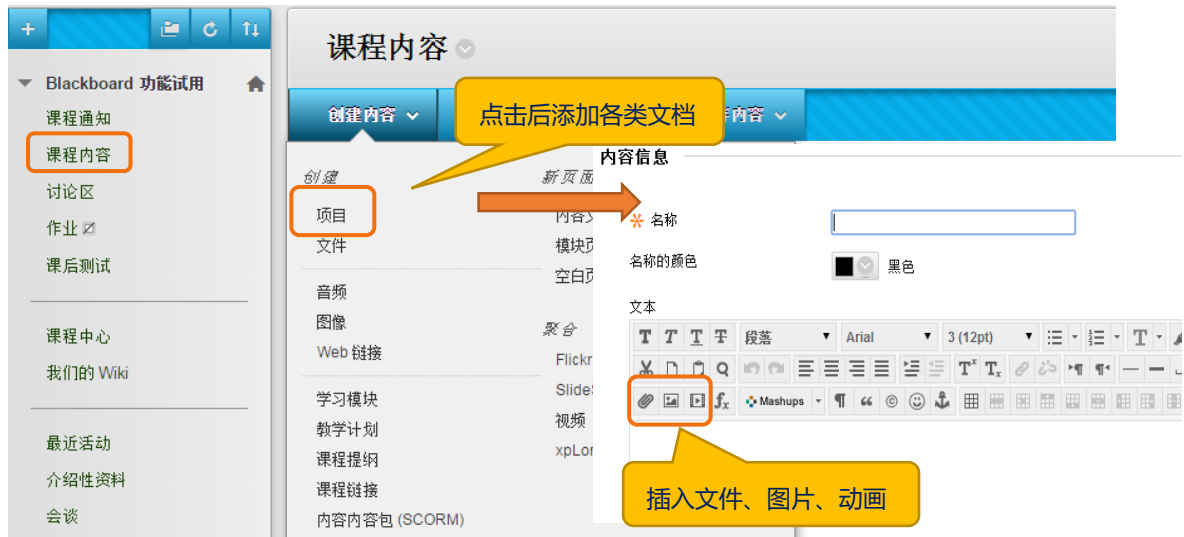 Blackboard 功能试用
课程通知
课程内容
讨论区
作业
课后测试
课程中心
我们的 Wiki
最近活动
介绍性资料
会谈
课程内容
创建内容
内容
点击后添加各类文档
创建
项目
文件
音频
图像
Web 链接
学习模块
教学计划
课程提纲
课程链接
内容内容包 (SCORM)
新页面
内容
模块页
空白页
聚合
Flickr
视频
内容信息
名称
名称的颜色
黑色
文本
段落 Arial 3 (12pt)
Mashups
插入文件、图片、动画